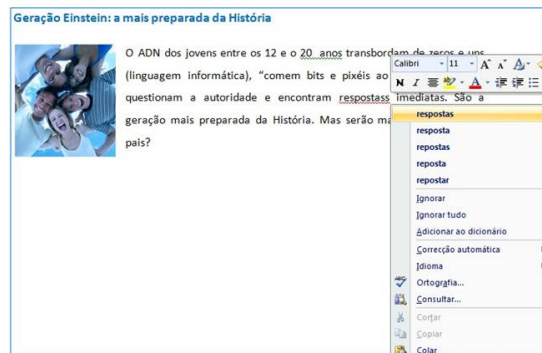 Geração Einstein: a mais preparada da História
O ADN dos jovens entre os 12 e o 20 anos transbordam de zeros e uns
(linguagem informática), “comem bits e pixéis ao
questionam a autoridade e encontram respostass imediatas. São a
geração mais preparada da História. Mas serão
pais?
Calibri 11 A A A
N I A
respostas
resposta
repostas
reposta
repostar
Ignorar
Ignorar tudo
Adicionar ao dicionário
Correcção automática
Idioma
Ortografia...
Consultar...
Cortar
Copiar
Colar